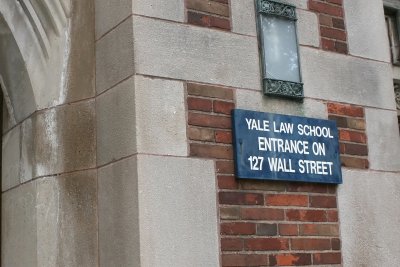 YALE LAW SCHOOL
ENTRANCE ON
127 WALL STREET